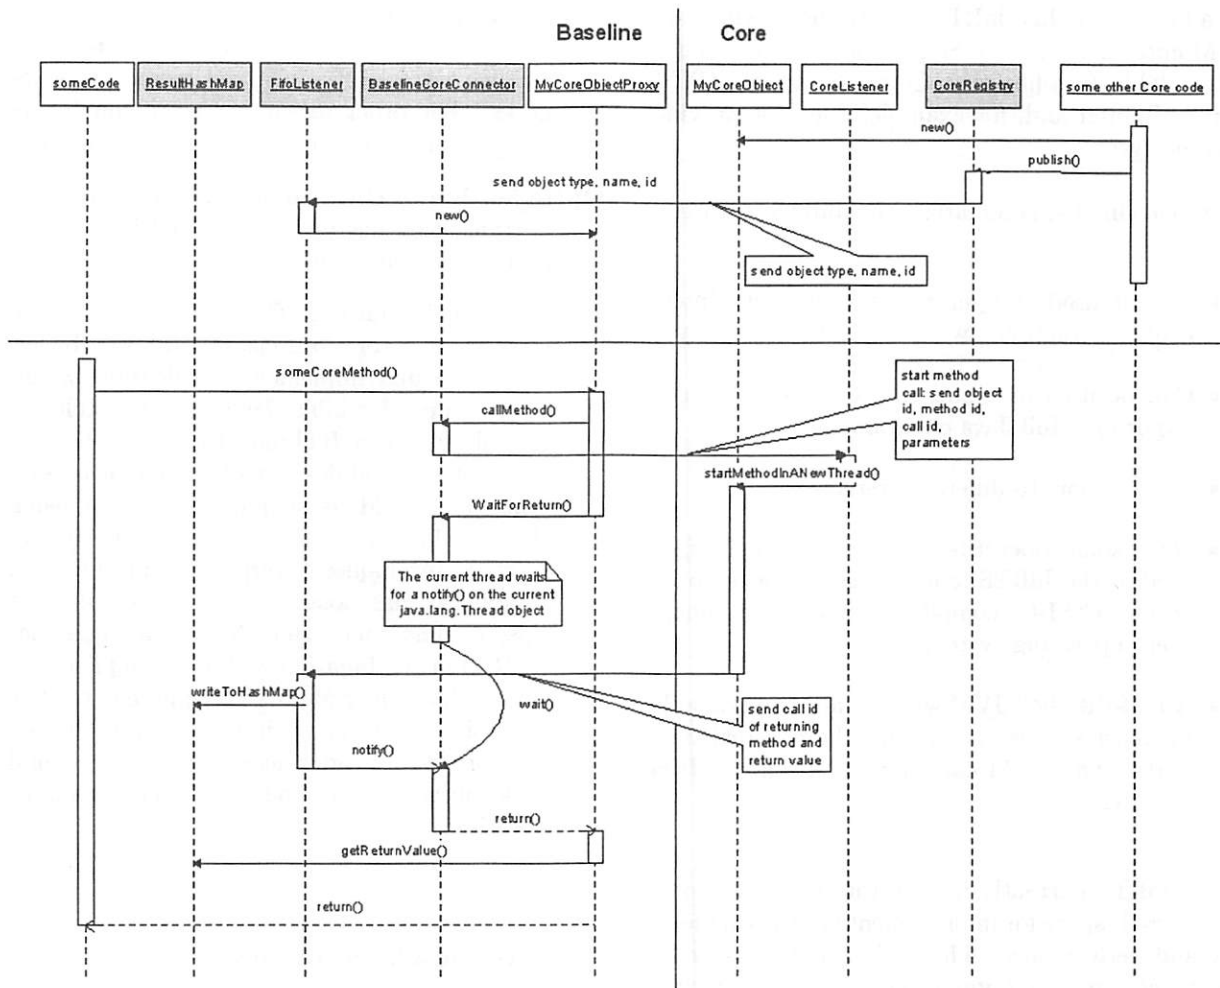 Baseline Core
someCode ResultHashMap FifoListener BaselineCoreConnector MyCoreObjectProxy MyCoreObject CoreListener CoreRegistry some other Core code
new()
publish()
send object type, name, id
new()
send object type, name, id
someCoreMethod()
start method
call: send object
id, method id,
call id,
parameters
callMethod()
startMethodInANewThread()
WaitForReturn()
The current thread waits
for a notify() on the current
java.lang.Thread object
writeToHashMap()
wait()
send call id
of returning
method and
return value
notify()
return()
getReturnValue()
return()